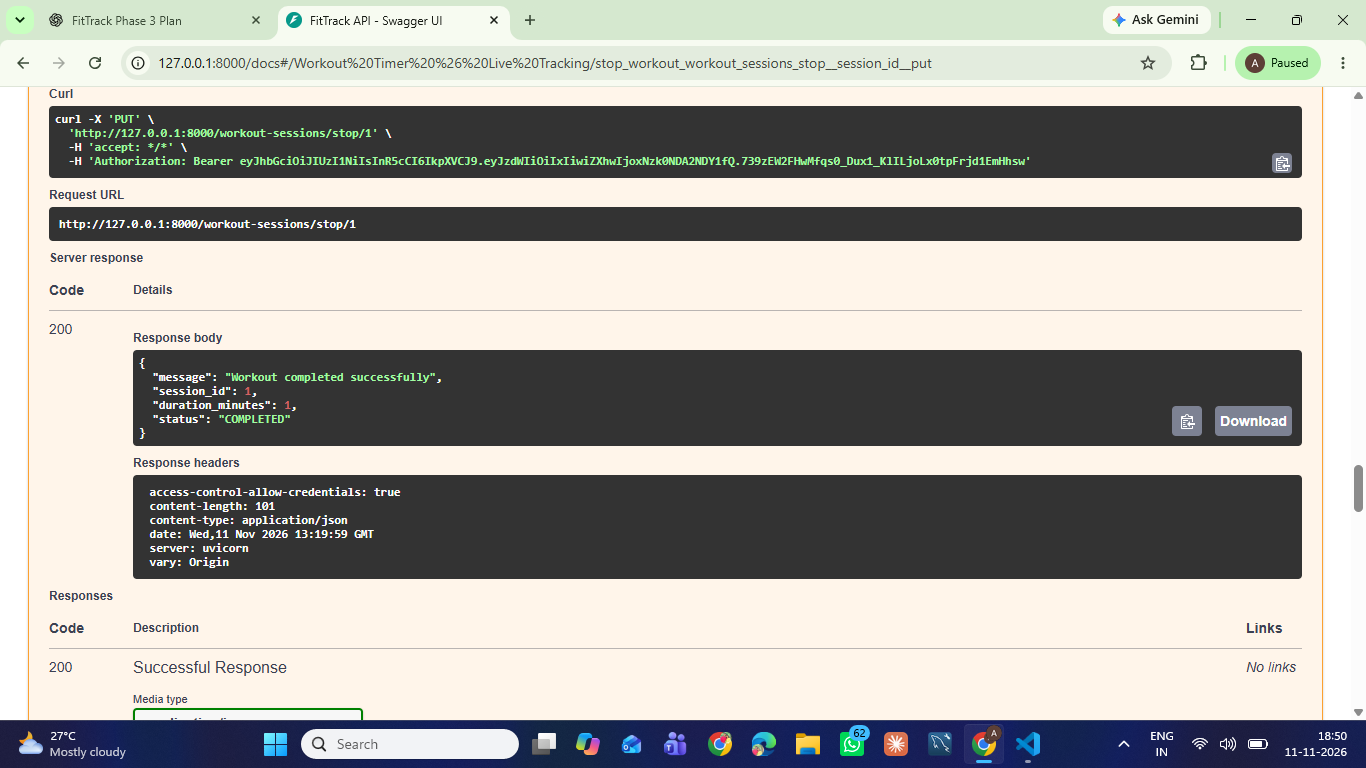 FitTrack Phase 3 Plan
FitTrack API - Swagger UI
Ask Gemini
127.0.0.1:8000/docs#/Workout%20Timer%20%26%20Live%20Tracking/stop_workout_workout_sessions_stop__session_id__put
A
Paused
Curl
curl -X 'PUT' \
'http://127.0.0.1:8000/workout-sessions/stop/1' \
-H 'accept: */*' \
-H 'Authorization: Bearer eyJhbGciOiJIUzI1NiIsInR5cCI6IkpXVCJ9.eyJzdWIiOiIxIiwiZXhwIjoxNzk0NDA2NDY1fQ.739zEW2FHwMfqs0_Dux1_KlILjoLx0tpFrjd1EmHhsw'
Request URL
http://127.0.0.1:8000/workout-sessions/stop/1
Server response
Code Details
200
Response body
{
"message": "Workout completed successfully",
"session_id": 1,
"duration_minutes": 1,
"status": "COMPLETED"
}
Download
Response headers
access-control-allow-credentials: true
content-length: 101
content-type: application/json
date: Wed,11 Nov 2026 13:19:59 GMT
server: uvicorn
vary: Origin
Responses
Code Description Links
200 Successful Response No links
Media type
27°C
Mostly cloudy
Search
62
A
ENG
IN
18:50
11-11-2026